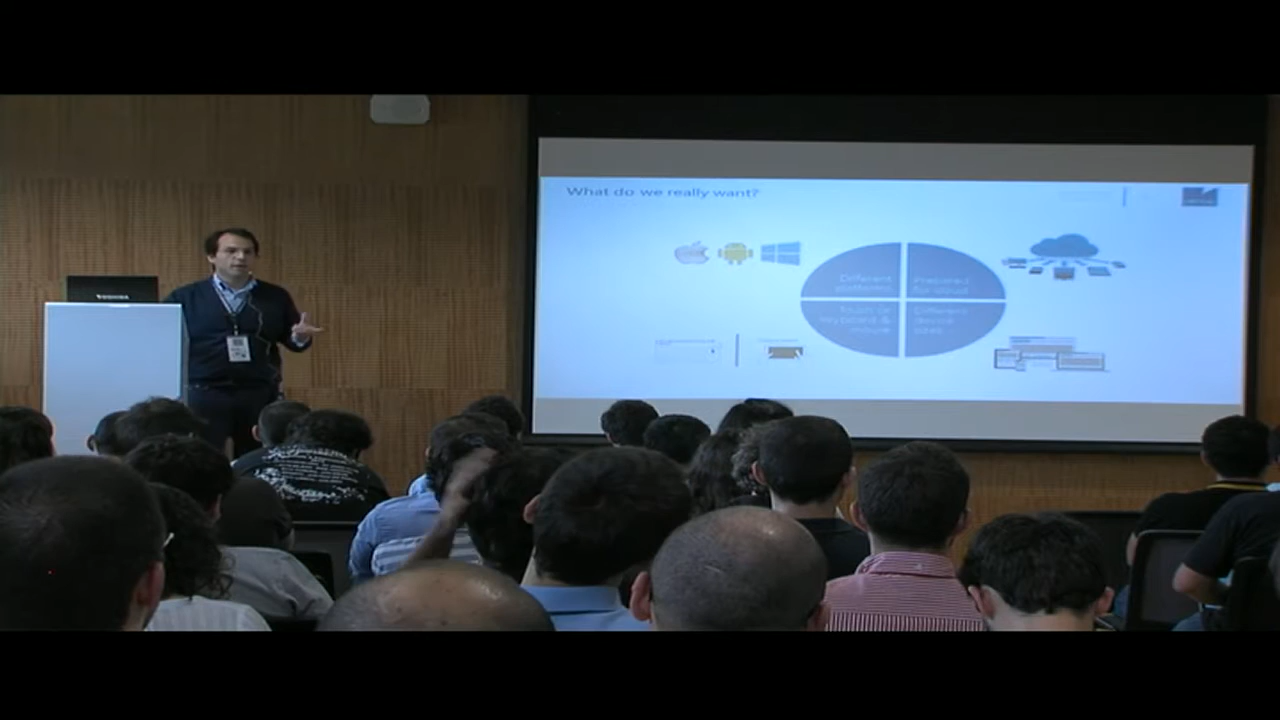 What do we really want?
Different
platforms
Prepared
for cloud
Touch or
keyboard &
mouse
Different
device
sizes
TOSHIBA